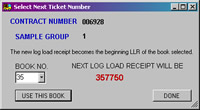 Select Next Ticket Number
CONTRACT NUMBER 006928
SAMPLE GROUP 1
The new log load receipt becomes the beginning LLR of the book selected.
BOOK NO. NEXT LOG LOAD RECEIPT WILL BE
35 357750
USE THIS BOOK DONE